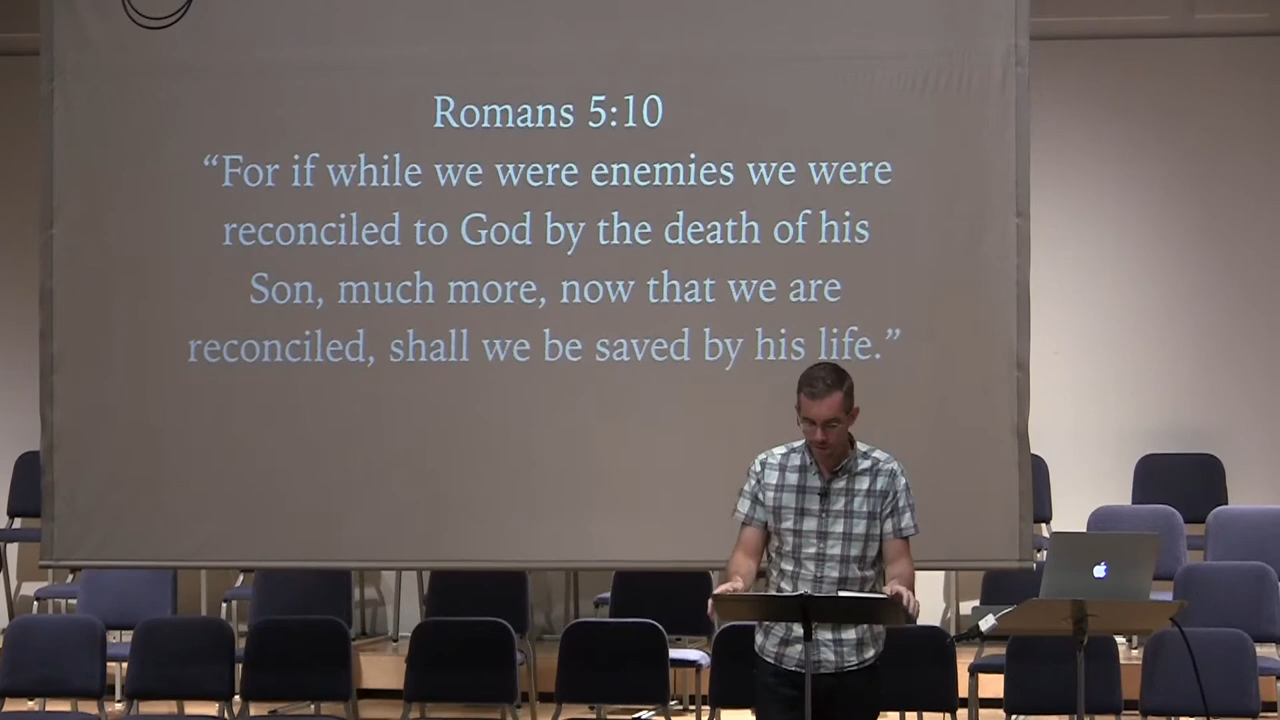 Romans 5:10
“For if while we were enemies we were
reconciled to God by the death of his
Son, much more, now that we are
reconciled, shall we be saved by his life.”